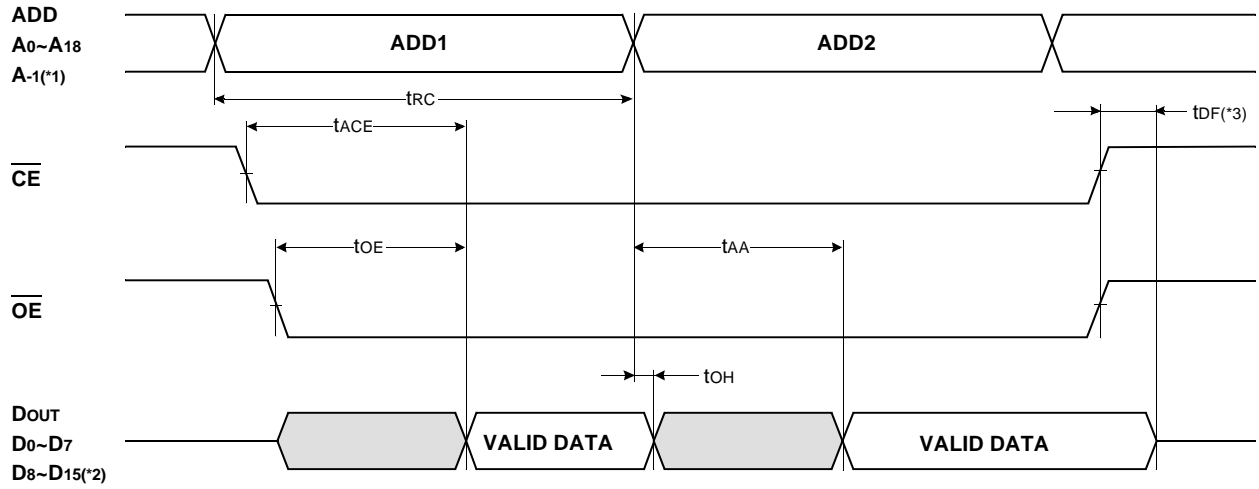 ADD
A0~A18
A-1(*1)
ADD1
ADD2
tRC
tACE
tDF(*3)
CE
tOE
tAA
OE
tOH
DOUT
D0~D7
D8~D15(*2)
VALID DATA
VALID DATA